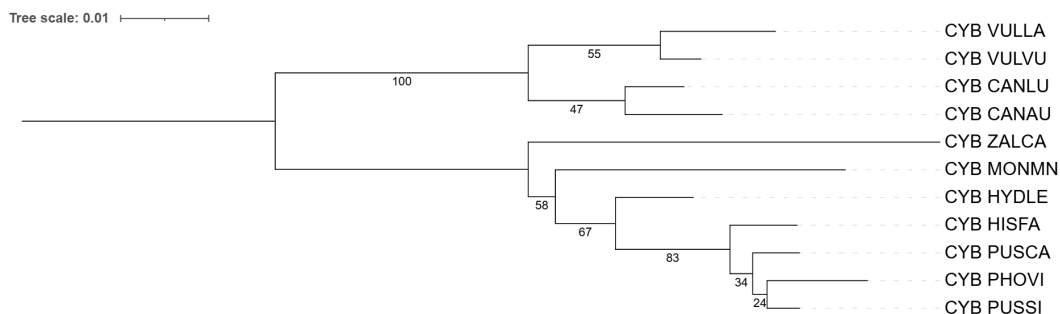 Tree scale: 0.01
CYB VULLA
55
CYB VULVU
100
CYB CANLU
47
CYB CANAU
CYB ZALCA
CYB MONMN
58
CYB HYDLE
67
CYB HISFA
83
CYB PUSCA
34
CYB PHOVI
24
CYB PUSSI